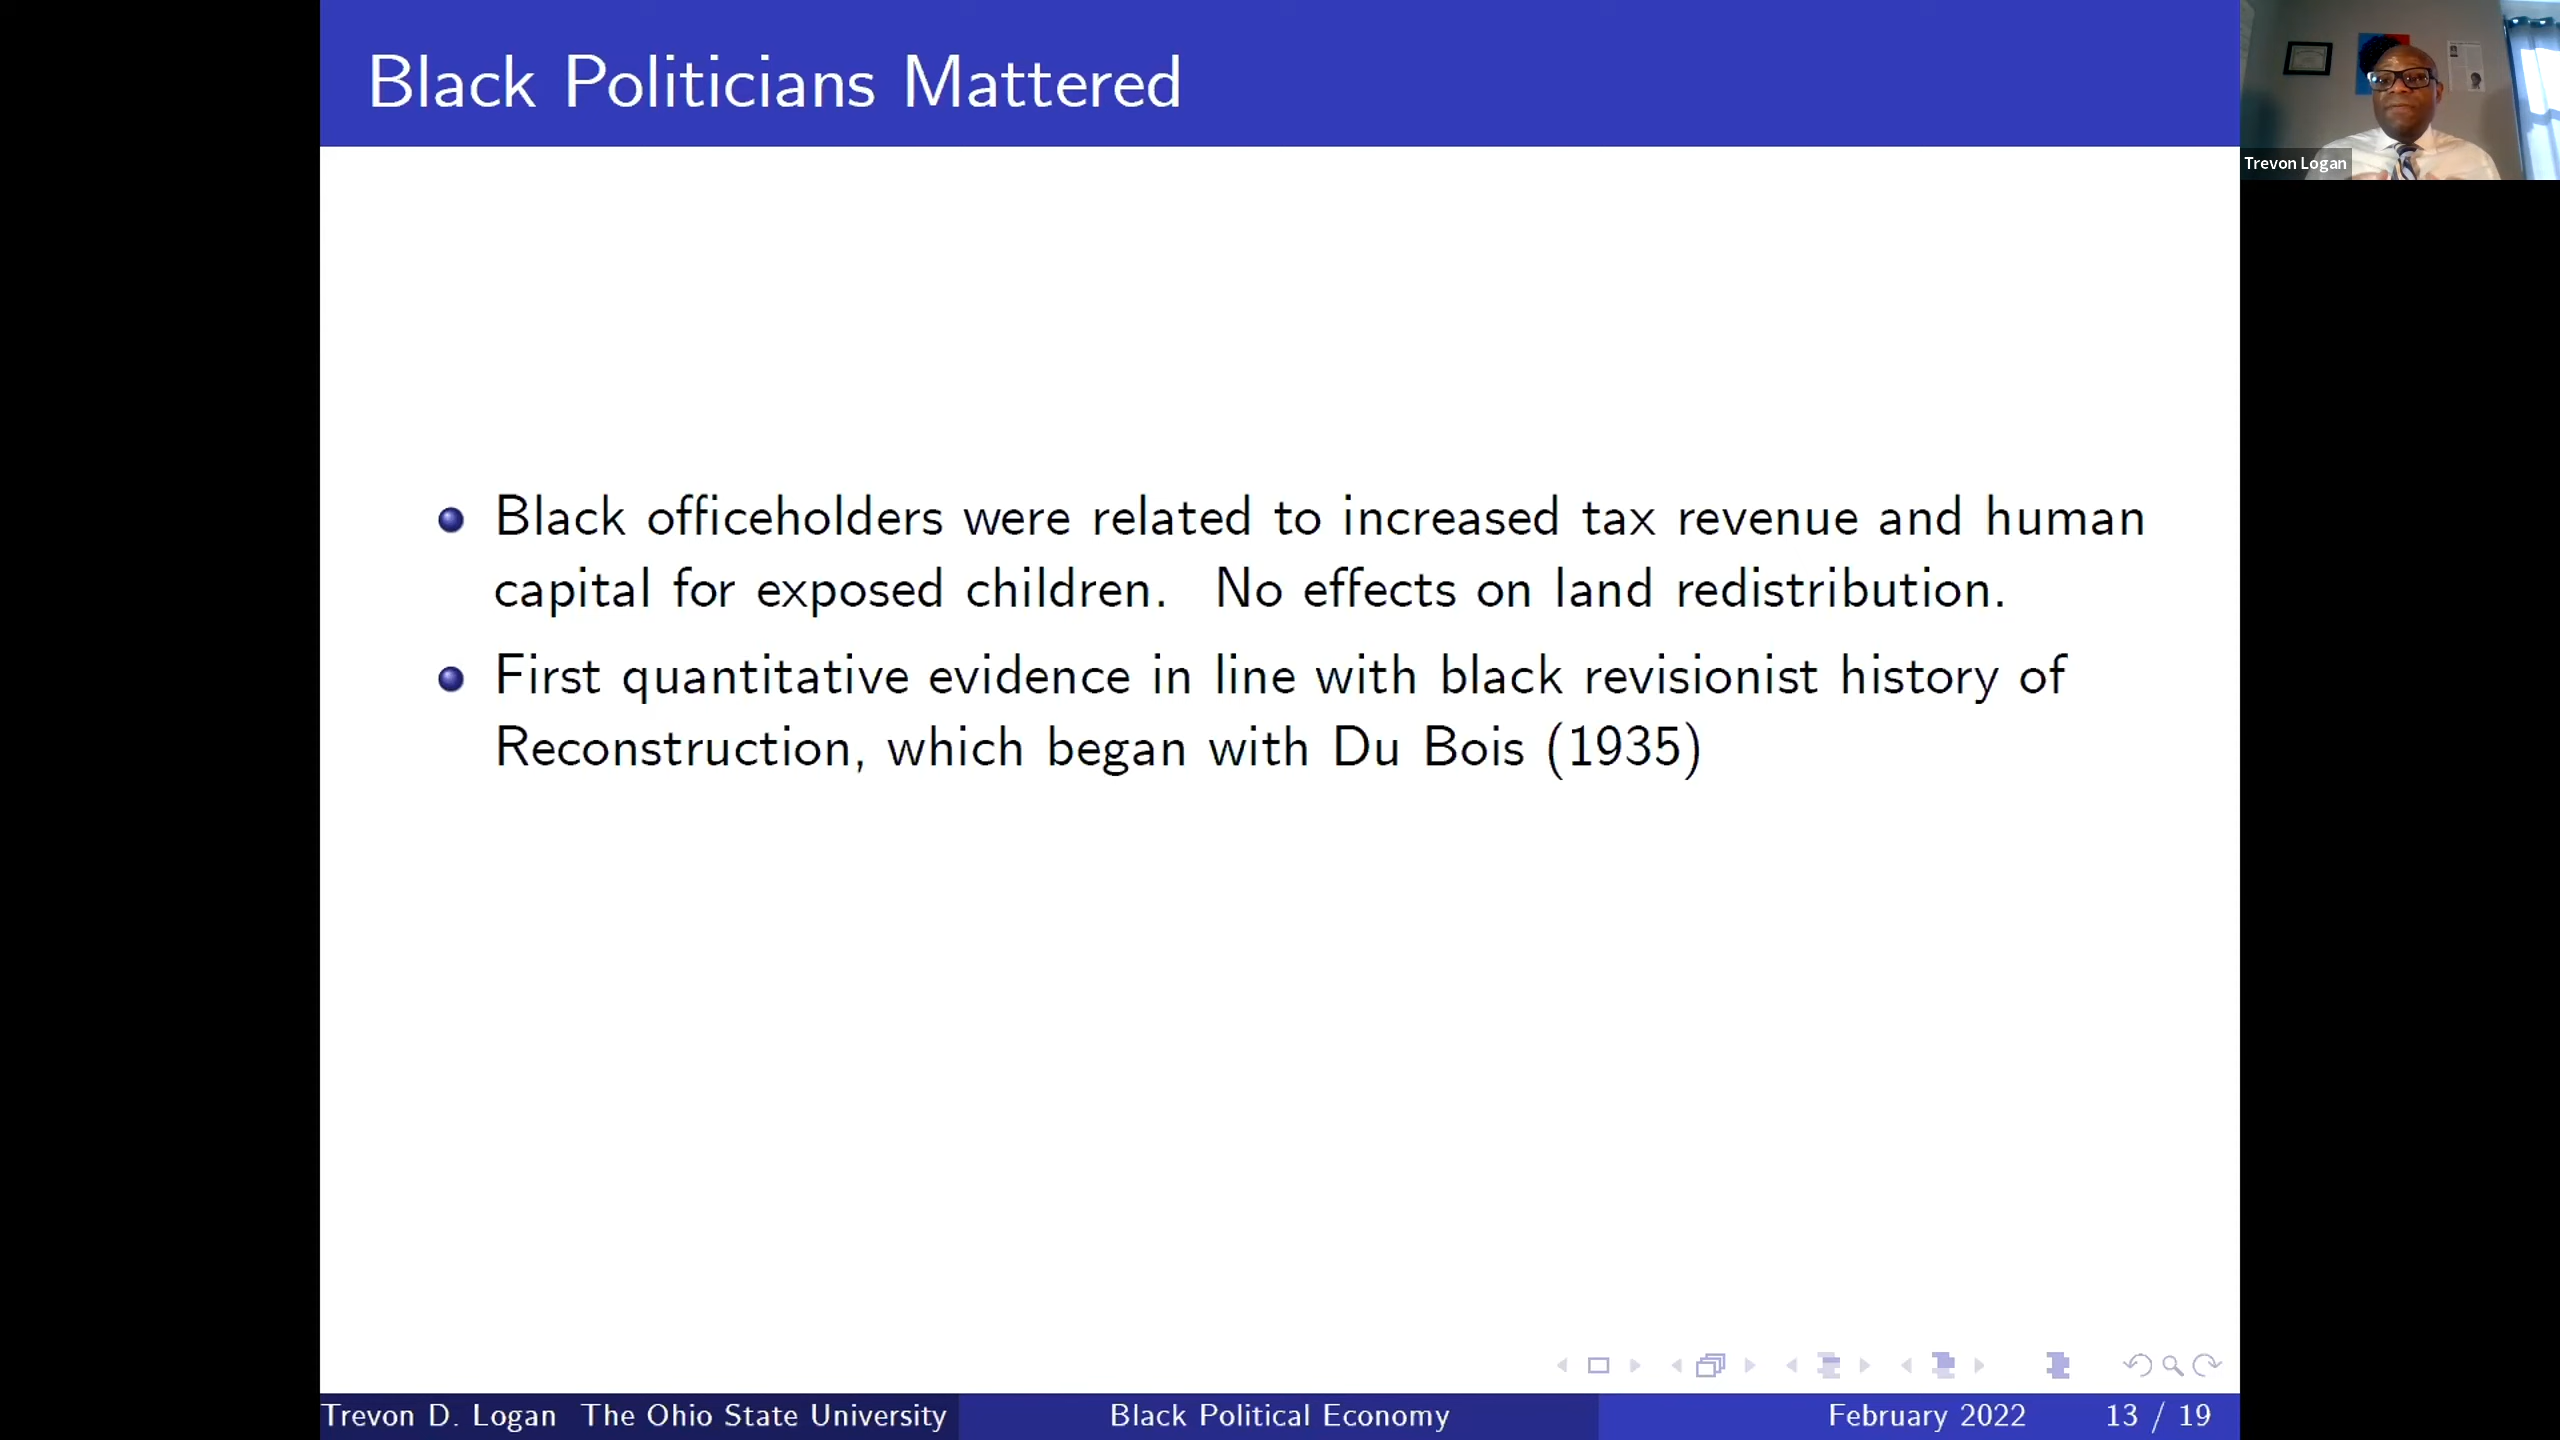 Black Politicians Mattered
Trevon Logan
Black officeholders were related to increased tax revenue and human
capital for exposed children. No effects on land redistribution.
First quantitative evidence in line with black revisionist history of
Reconstruction, which began with Du Bois (1935)
Trevon D. Logan The Ohio State University Black Political Economy February 2022 13 / 19